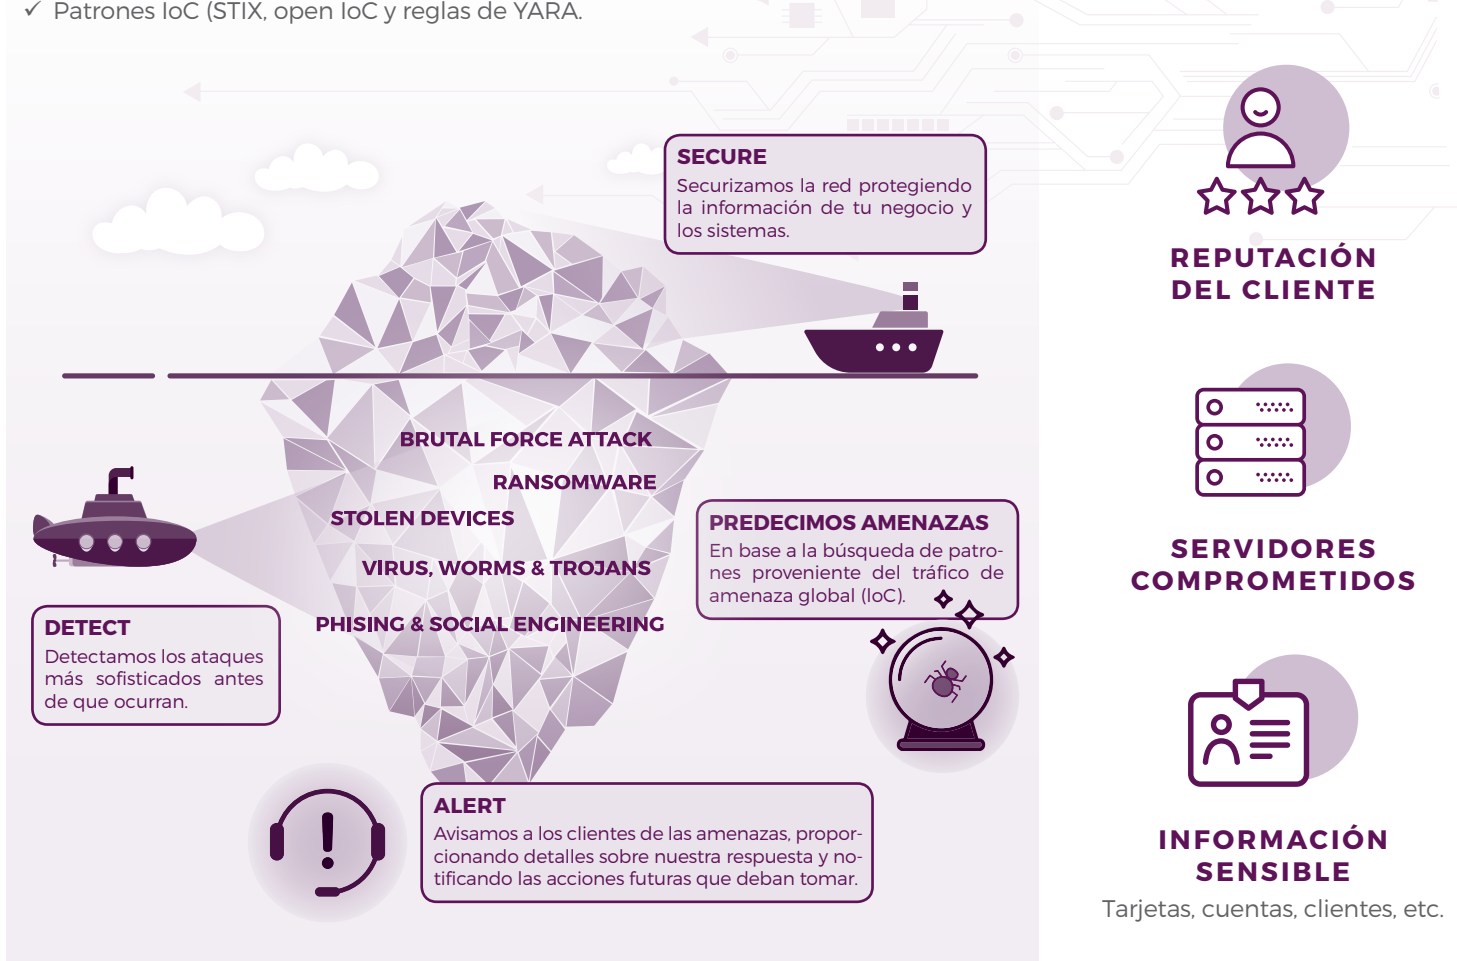 ✓ Patrones IoC (STIX, open IoC y reglas de YARA.
SECURE
Securizamos la red protegiendo
la información de tu negocio y
los sistemas.
BRUTAL FORCE ATTACK
RANSOMWARE
STOLEN DEVICES
VIRUS, WORMS & TROJANS
PHISING & SOCIAL ENGINEERING
PREDECIMOS AMENAZAS
En base a la búsqueda de patro-
nes proveniente del tráfico de
amenaza global (IoC).
DETECT
Detectamos los ataques
más sofisticados antes
de que ocurran.
ALERT
Avisamos a los clientes de las amenazas, propor-
cionando detalles sobre nuestra respuesta y no-
tificando las acciones futuras que deban tomar.
REPUTACIÓN
DEL CLIENTE
SERVIDORES
COMPROMETIDOS
INFORMACIÓN
SENSIBLE
Tarjetas, cuentas, clientes, etc.